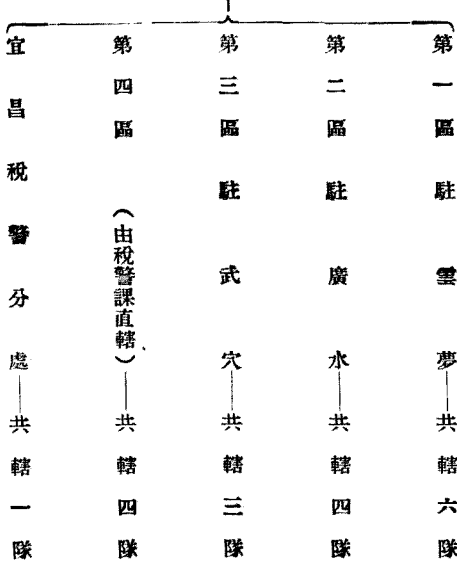 第一區駐雲夢——共轄六隊
第二區駐廣水——共轄四隊
第三區駐武穴——共轄三隊
第四區（由稅警課直轄）——共轄四隊
宜昌稅警分處——共轄一隊